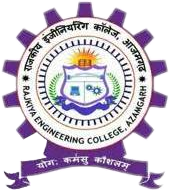 राजकीय इंजीनियरिंग कॉलेज, आजमगढ़
RAJKIYA ENGINEERING COLLEGE, AZAMGARH
योगः कर्मसु कौशलम्